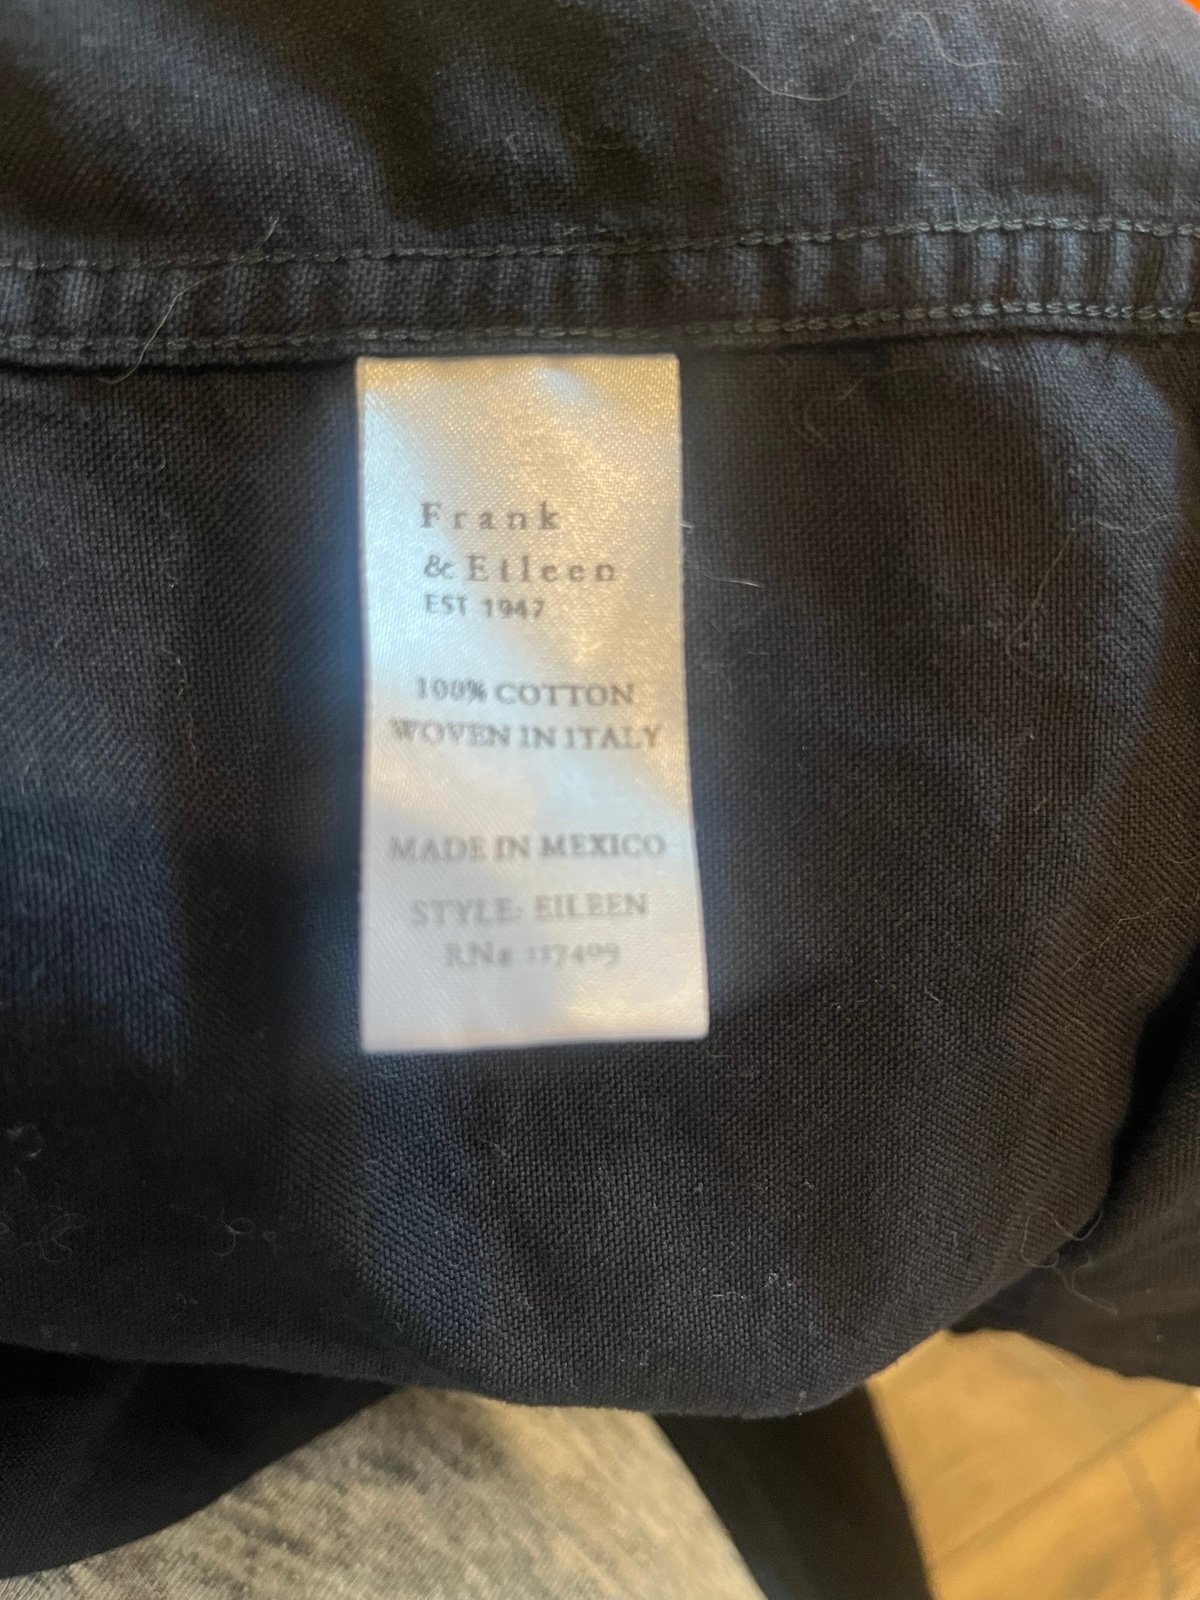 Frank
& Eileen
EST 1947
100% COTTON
WOVEN IN ITALY
MADE IN MEXICO
STYLE: EILEEN
RN# 117409